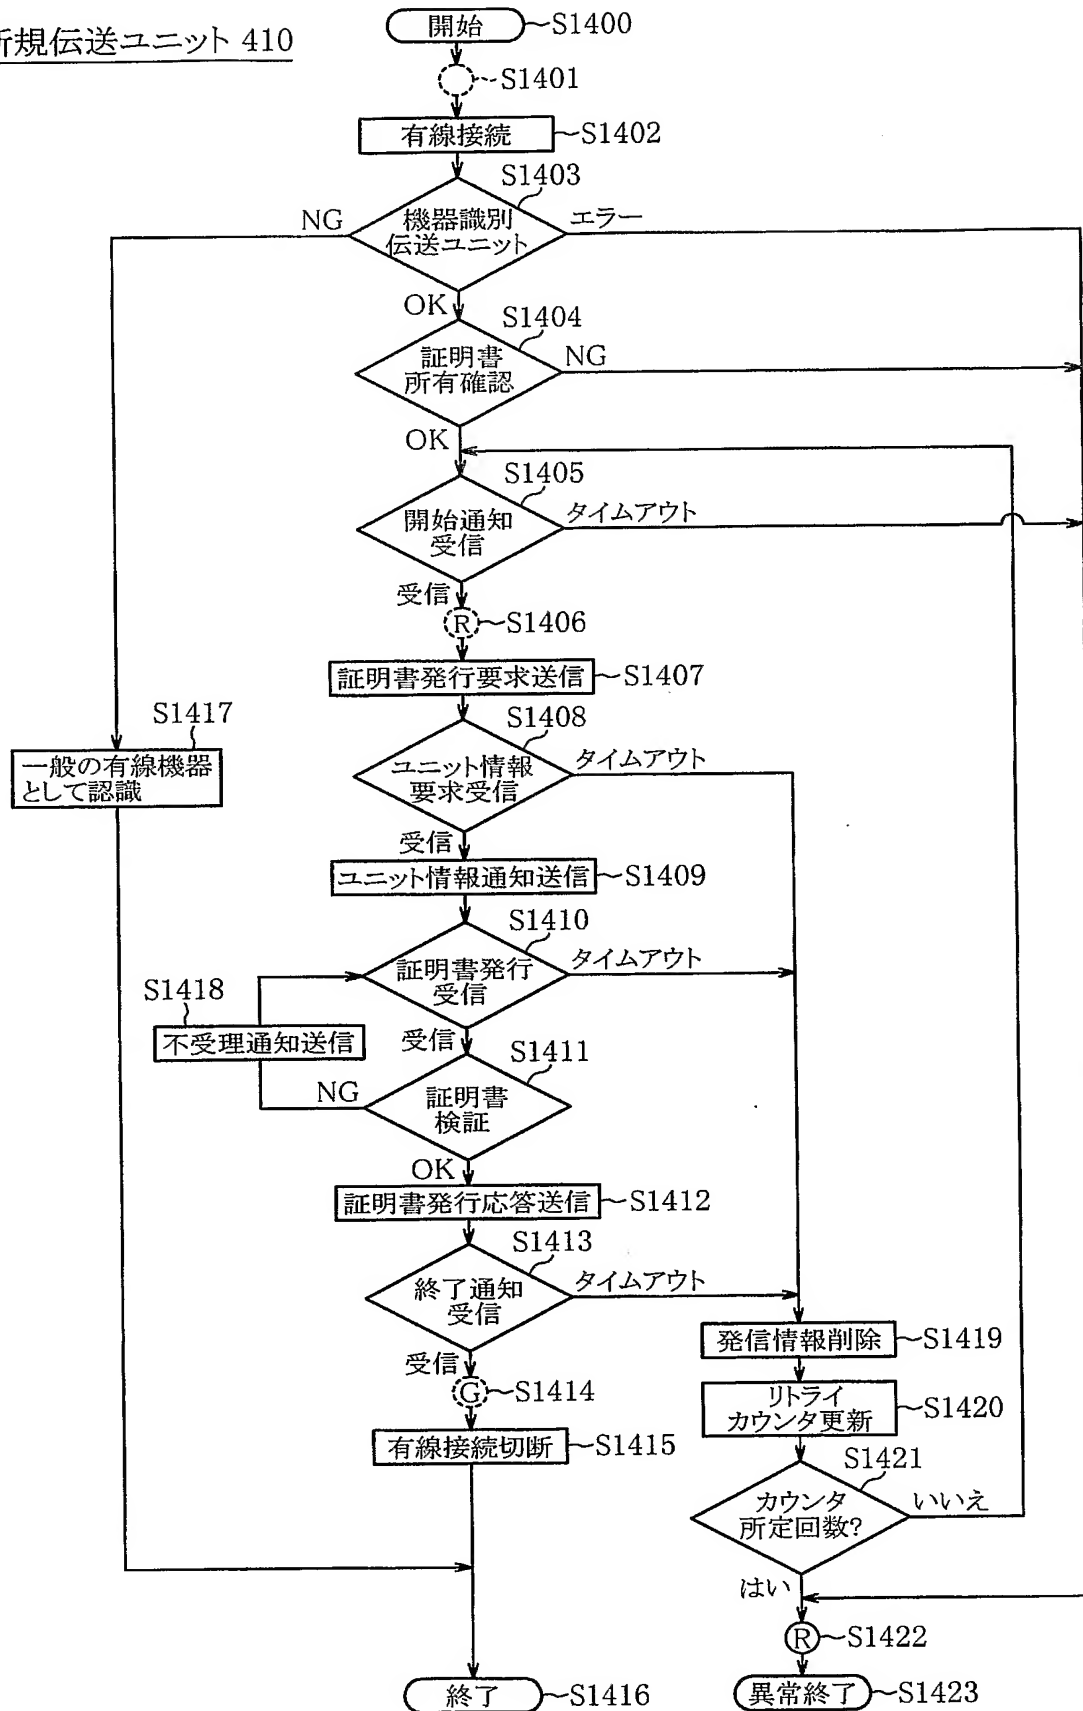 新規伝送ユニット 410
開始
S1400
S1401
有線接続
S1402
S1403
NG
機器識別
伝送ユニット
エラー
OK
S1404
証明書
所有確認
NG
OK
S1405
開始通知
受信
タイムアウト
受信
R
S1406
証明書発行要求送信
S1407
S1408
ユニット情報
要求受信
タイムアウト
S1417
一般の有線機器
として認識
受信
ユニット情報通知送信
S1409
S1410
証明書発行
受信
タイムアウト
S1418
不受理通知送信
受信
S1411
証明書
検証
NG
OK
証明書発行応答送信
S1412
S1413
終了通知
受信
タイムアウト
発信情報削除
S1419
受信
G
S1414
リトライ
カウンタ更新
S1420
有線接続切断
S1415
S1421
カウンタ
所定回数?
いいえ
はい
R
S1422
終了
S1416
異常終了
S1423